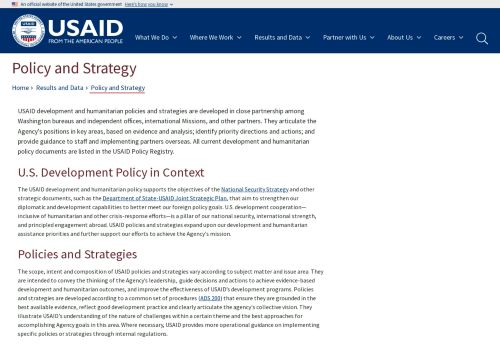 An official website of the United States government Here's how you know
USAID
FROM THE AMERICAN PEOPLE
What We Do
Where We Work
Results and Data
Partner with Us
About Us
Careers
Policy and Strategy
Home › Results and Data › Policy and Strategy
USAID development and humanitarian policies and strategies are developed in close partnership among
Washington bureaus and independent offices, international Missions, and other partners. They articulate the
Agency's positions in key areas, based on evidence and analysis; identify priority directions and actions; and
provide guidance to staff and implementing partners overseas. All current development and humanitarian
policy documents are listed in the USAID Policy Registry.
U.S. Development Policy in Context
The USAID development and humanitarian policy supports the objectives of the National Security Strategy and other
strategic documents, such as the Department of State-USAID Joint Strategic Plan, that aim to strengthen our
diplomatic and development capabilities to better meet our foreign policy goals. U.S. development cooperation—
inclusive of humanitarian and other crisis-response efforts—is a pillar of our national security, international strength,
and principled engagement abroad. USAID policies and strategies expand upon our development and humanitarian
assistance priorities and further support our efforts to achieve the Agency's mission.
Policies and Strategies
The scope, intent and composition of USAID policies and strategies vary according to subject matter and issue area. They
are intended to convey the thinking of the Agency's leadership, guide decisions and actions to achieve evidence-based
development and humanitarian outcomes, and improve the effectiveness of USAID's development programs. Policies
and strategies are developed according to a common set of procedures (ADS 200) that ensure they are grounded in the
best available evidence, reflect good development practice and clearly articulate the agency's collective vision. They
illustrate USAID's understanding of the nature of challenges within a certain theme and the best approaches for
accomplishing Agency goals in this area. Where necessary, USAID provides more operational guidance on implementing
specific policies or strategies through internal regulations.